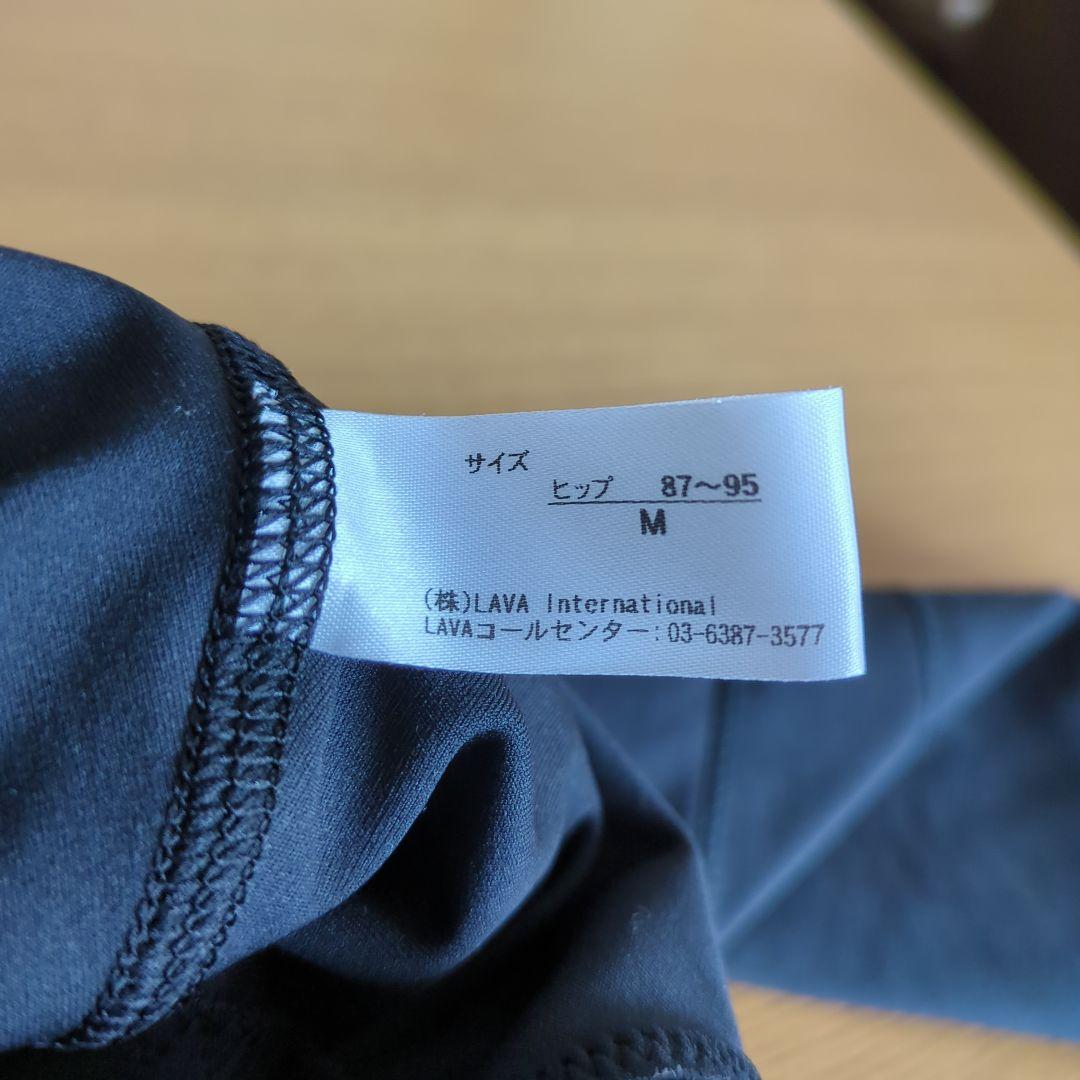 サイズ
ヒップ 87～95
M
(株)LAVA International
LAVAコールセンター:03-6387-3577